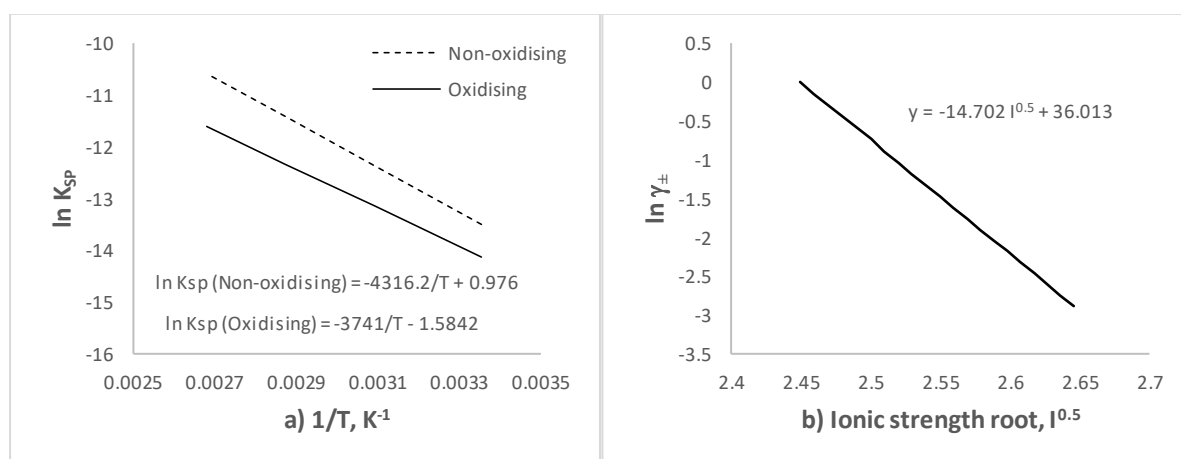 -10
-11
-12
-13
-14
-15
-16
ln K_SP
Non-oxidising
Oxidising
ln Ksp (Non-oxidising) = -4316.2/T + 0.976
ln Ksp (Oxidising) = -3741/T - 1.5842
0.0025 0.0027 0.0029 0.0031 0.0033 0.0035
a) 1/T, K⁻¹
0.5
0
-0.5
-1
-1.5
-2
-2.5
-3
-3.5
ln γ±
y = -14.702 I^0.5 + 36.013
2.4 2.45 2.5 2.55 2.6 2.65 2.7
b) Ionic strength root, I^0.5